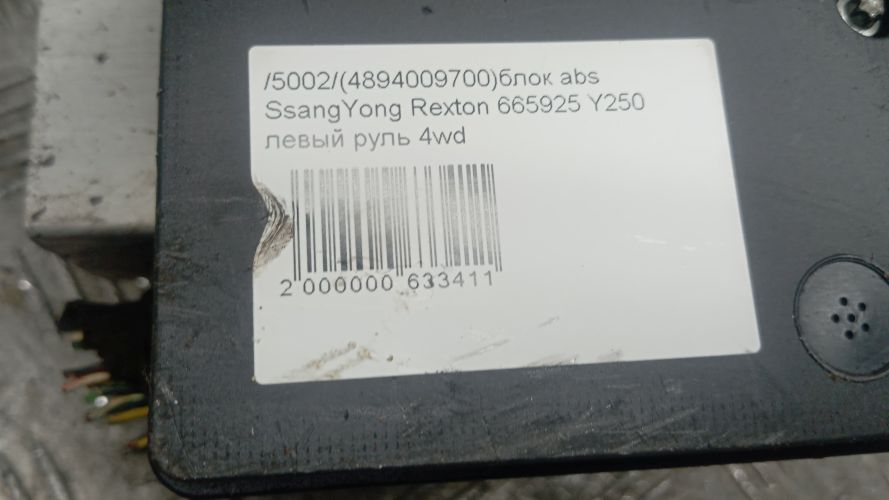 /5002/(4894009700)блок abs
SsangYong Rexton 665925 Y250
левый руль 4wd
2 000000 633411